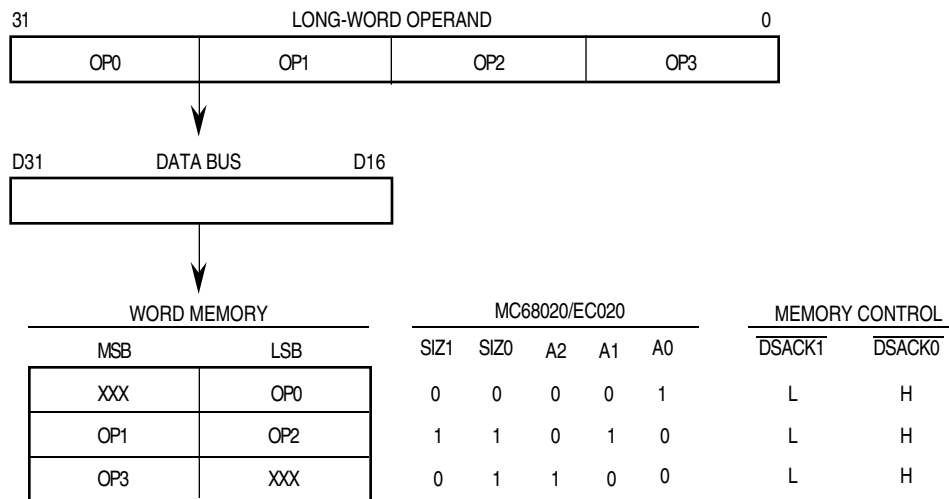 31 LONG-WORD OPERAND 0
OP0 OP1 OP2 OP3
D31 DATA BUS D16
WORD MEMORY MC68020/EC020 MEMORY CONTROL
MSB LSB SIZ1 SIZ0 A2 A1 A0 DSACK1 DSACK0
XXX OP0 0 0 0 0 1 L H
OP1 OP2 1 1 0 1 0 L H
OP3 XXX 0 1 1 0 0 L H